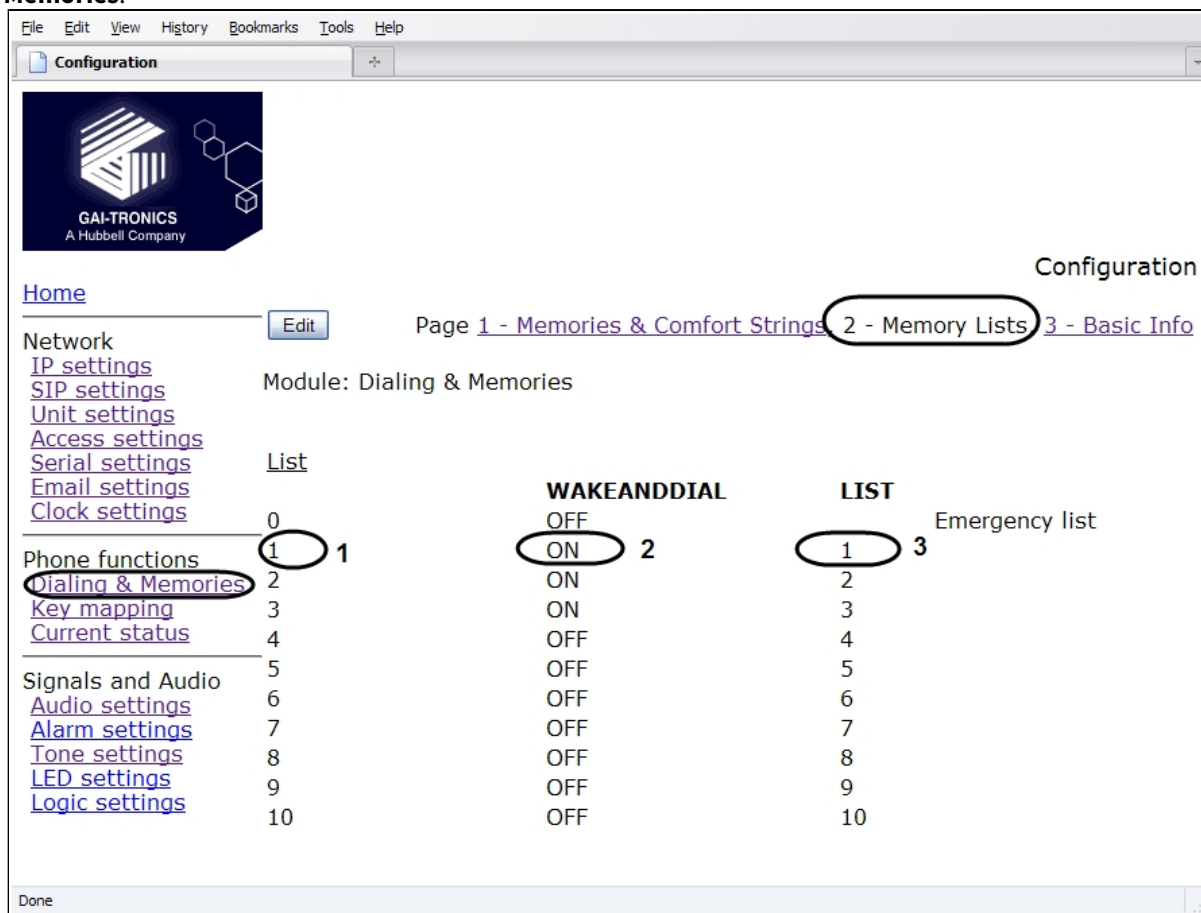 Memories.
File Edit View History Bookmarks Tools Help
Configuration
GAI-TRONICS
A Hubbell Company
Configuration
Home
Edit Page 1 - Memories & Comfort Strings, 2 - Memory Lists, 3 - Basic Info
Network
IP settings
SIP settings
Unit settings
Access settings
Serial settings
Email settings
Clock settings
Phone functions
Dialing & Memories
Key mapping
Current status
Signals and Audio
Audio settings
Alarm settings
Tone settings
LED settings
Logic settings
Module: Dialing & Memories
List
WAKEANDDIAL LIST
0 OFF Emergency list
1 1 ON 2 1 3
2 ON 2
3 ON 3
4 OFF 4
5 OFF 5
6 OFF 6
7 OFF 7
8 OFF 8
9 OFF 9
10 OFF 10
Done